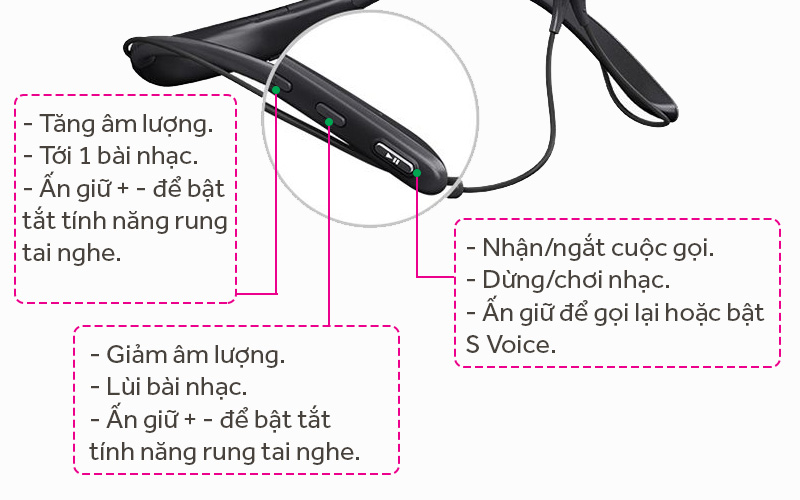 - Tăng âm lượng.
- Tới 1 bài nhạc.
- Ấn giữ + - để bật
tắt tính năng rung
tai nghe.
- Giảm âm lượng.
- Lùi bài nhạc.
- Ấn giữ + - để bật tắt
tính năng rung tai nghe.
- Nhận/ngắt cuộc gọi.
- Dừng/chơi nhạc.
- Ấn giữ để gọi lại hoặc bật
S Voice.